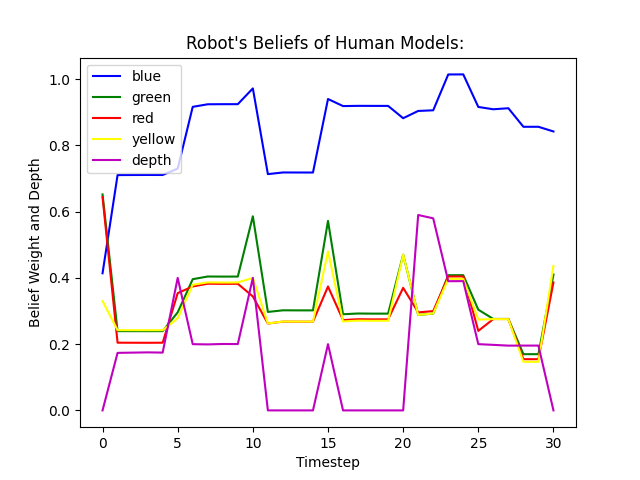 Robot's Beliefs of Human Models:
blue
green
red
yellow
depth
Belief Weight and Depth
1.0
0.8
0.6
0.4
0.2
0.0
0 5 10 15 20 25 30
Timestep